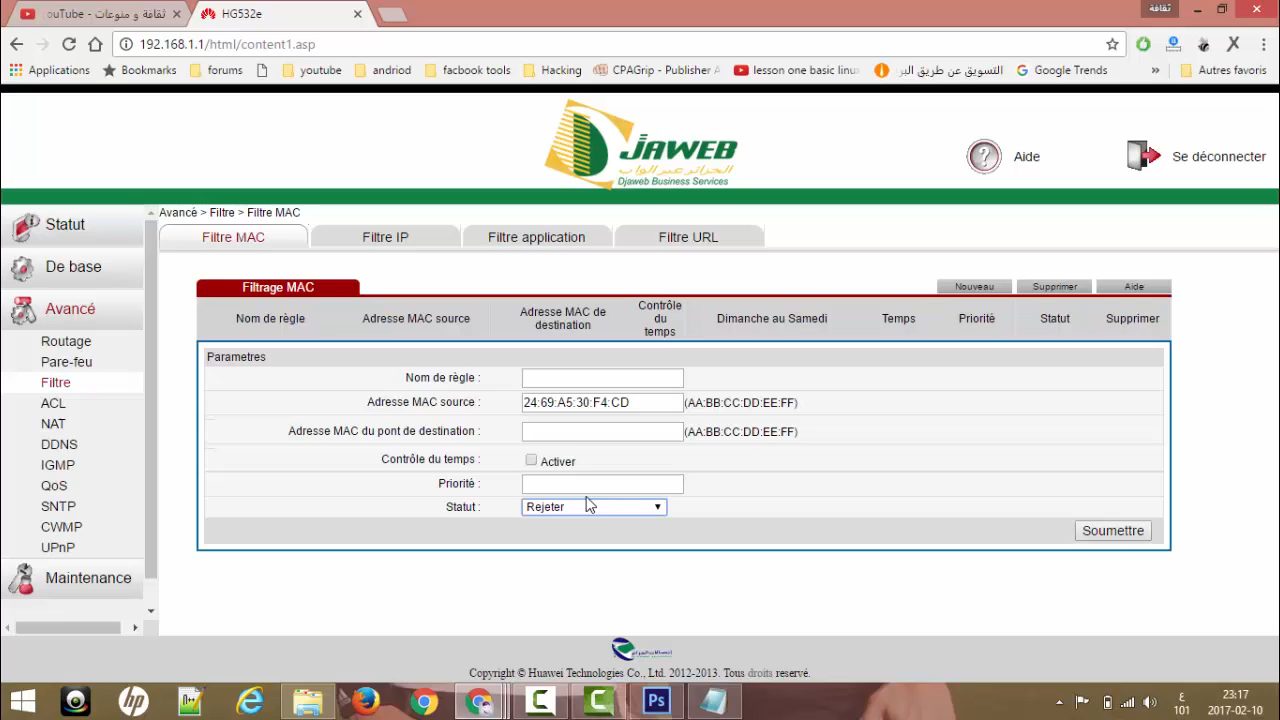 ثقافة و منوعات - ouTube
HG532e
ثقافة
192.168.1.1/html/content1.asp
Applications
Bookmarks
forums
youtube
andriod
facbook tools
Hacking
CPAGrip - Publisher
lesson one basic linu
التسويق عن طريق البر
Google Trends
»
Autres favoris
JAWEB
الجزائر عبر الواب
Djaweb Business Services
Aide
Se déconnecter
Statut
De base
Avancé
Routage
Pare-feu
Filtre
ACL
NAT
DDNS
IGMP
QoS
SNTP
CWMP
UPnP
Maintenance
Avancé > Filtre > Filtre MAC
Filtre MAC
Filtre IP
Filtre application
Filtre URL
Filtrage MAC
Nouveau
Supprimer
Aide
Nom de règle
Adresse MAC source
Adresse MAC de
destination
Contrôle
du
temps
Dimanche au Samedi
Temps
Priorité
Statut
Supprimer
Parametres
Nom de règle :
Adresse MAC source : 24:69:A5:30:F4:CD (AA:BB:CC:DD:EE:FF)
Adresse MAC du pont de destination : (AA:BB:CC:DD:EE:FF)
Contrôle du temps : Activer
Priorité :
Statut : Rejeter
Soumettre
Copyright © Huawei Technologies Co., Ltd. 2012-2013. Tous droits reservé.
hp
Ps
ع
101
23:17
2017-02-10